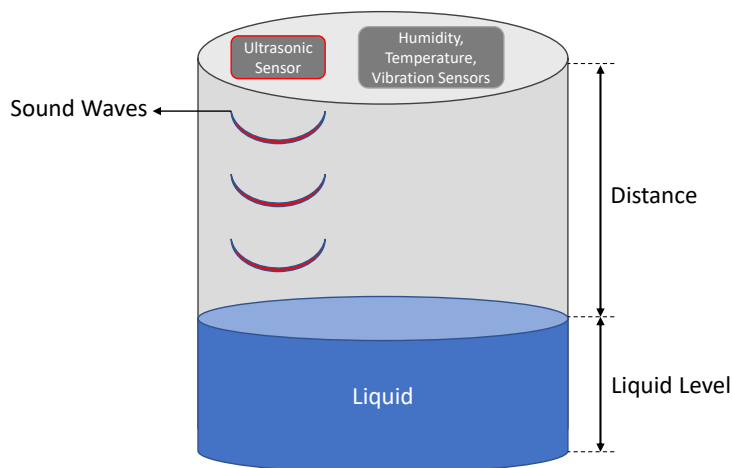 Ultrasonic
Sensor
Humidity,
Temperature,
Vibration Sensors
Sound Waves
Distance
Liquid
Liquid Level